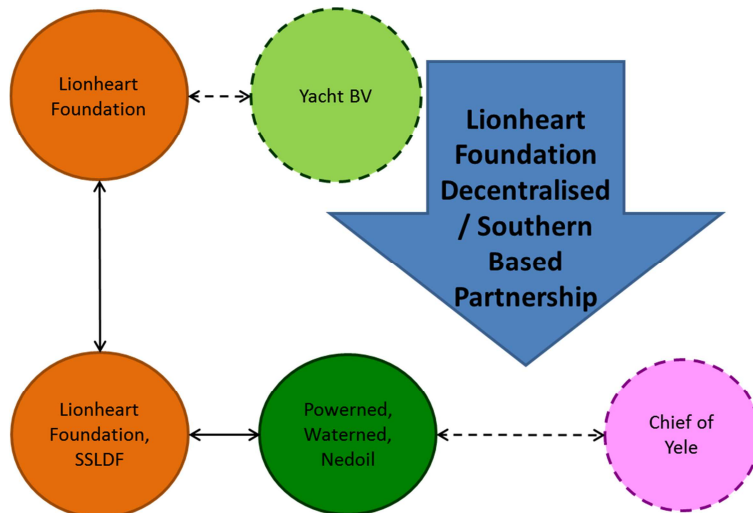 Lionheart
Foundation
Yacht BV
Lionheart
Foundation
Decentralised
/ Southern
Based
Partnership
Lionheart
Foundation,
SSLDF
Powerned,
Waterned,
Nedoil
Chief of
Yele